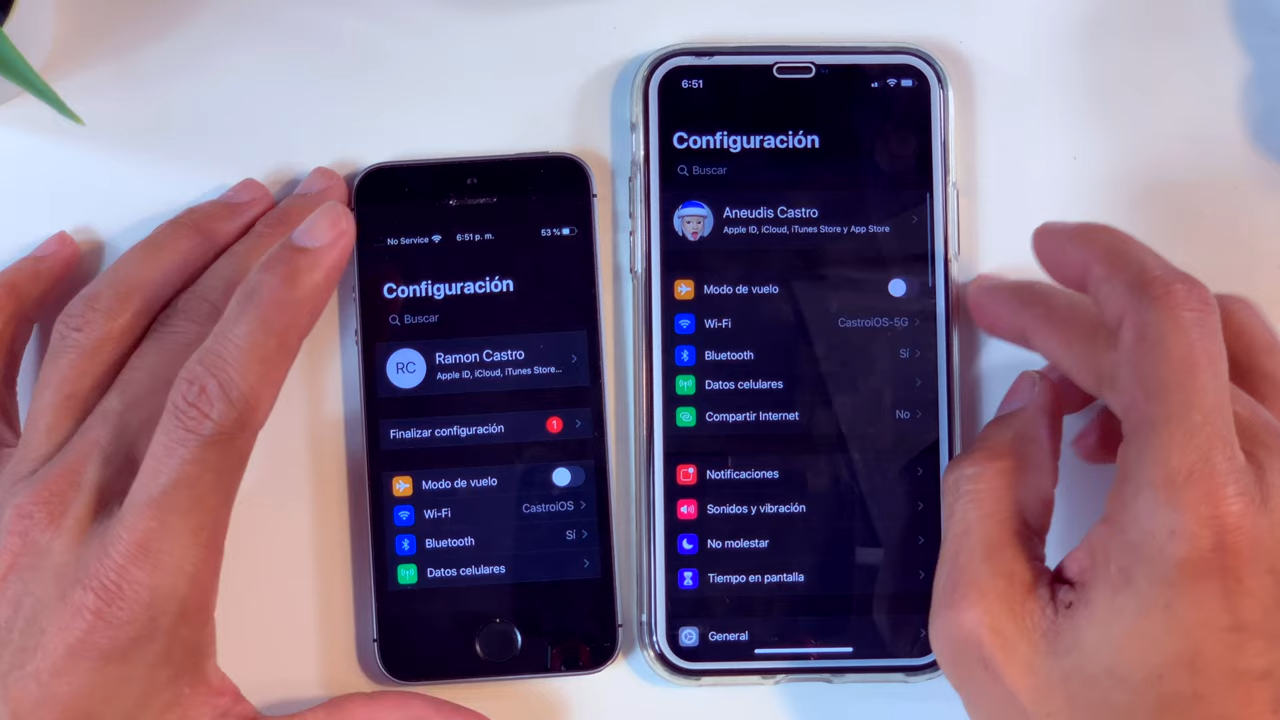 No Service 6:51 p. m. 53 %
Configuración
Buscar
RC
Ramon Castro
Apple ID, iCloud, iTunes Store...
Finalizar configuración 1
Modo de vuelo
Wi-Fi CastroiOS
Bluetooth Sí
Datos celulares
6:51
Configuración
Buscar
Aneudis Castro
Apple ID, iCloud, iTunes Store y App Store
Modo de vuelo
Wi-Fi CastroiOS-5G
Bluetooth Sí
Datos celulares
Compartir Internet No
Notificaciones
Sonidos y vibración
No molestar
Tiempo en pantalla
General